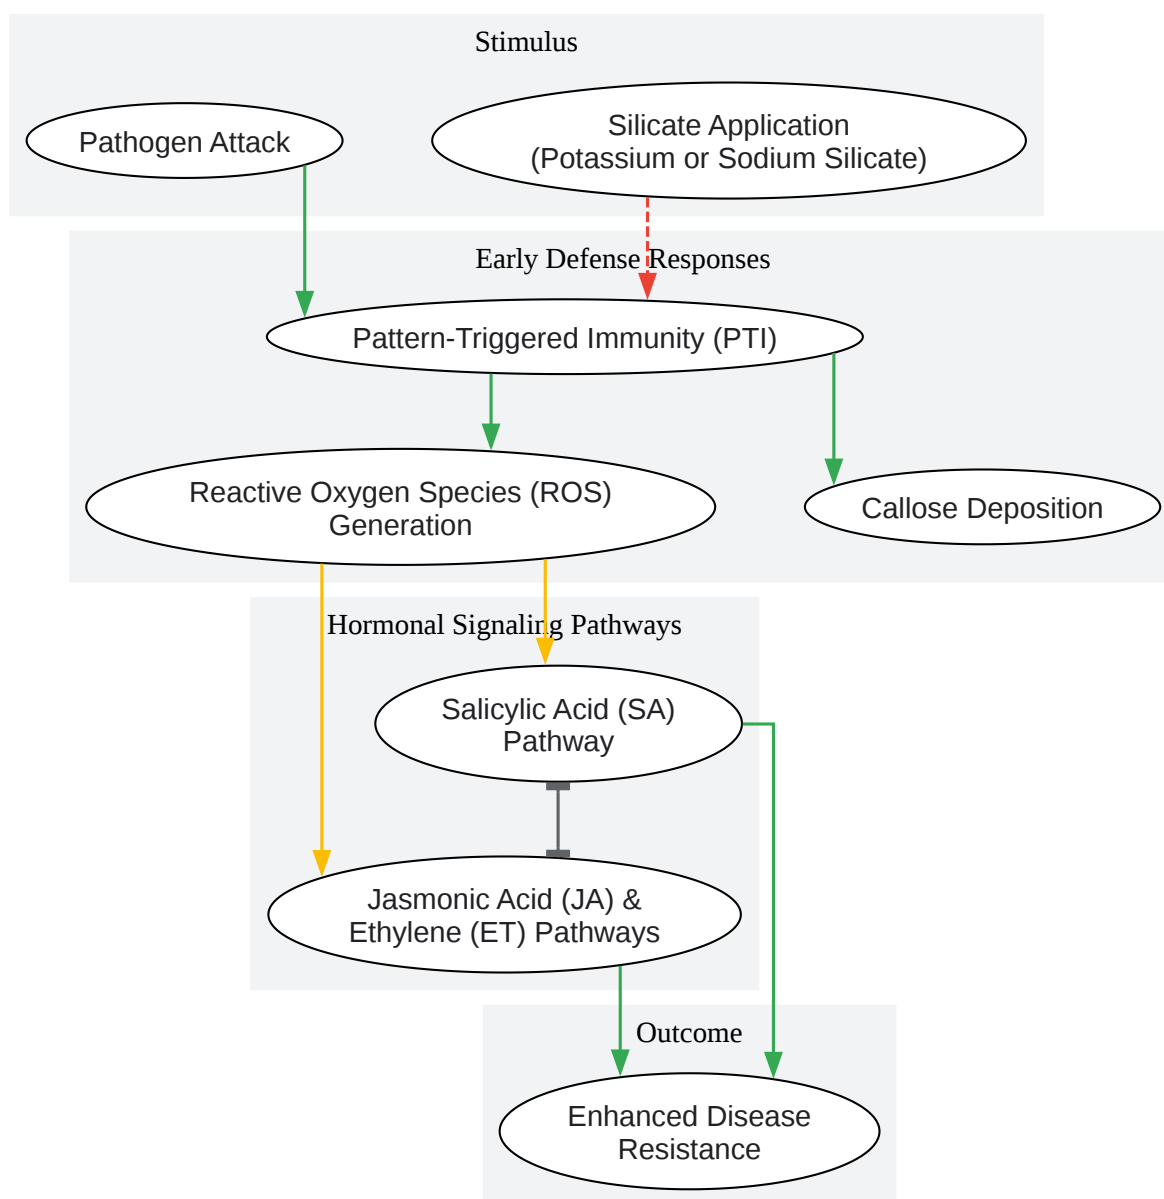 Stimulus
Pathogen Attack
Silicate Application
(Potassium or Sodium Silicate)
Early Defense Responses
Pattern-Triggered Immunity (PTI)
Reactive Oxygen Species (ROS)
Generation
Callose Deposition
Hormonal Signaling Pathways
Salicylic Acid (SA)
Pathway
Jasmonic Acid (JA) &
Ethylene (ET) Pathways
Outcome
Enhanced Disease
Resistance